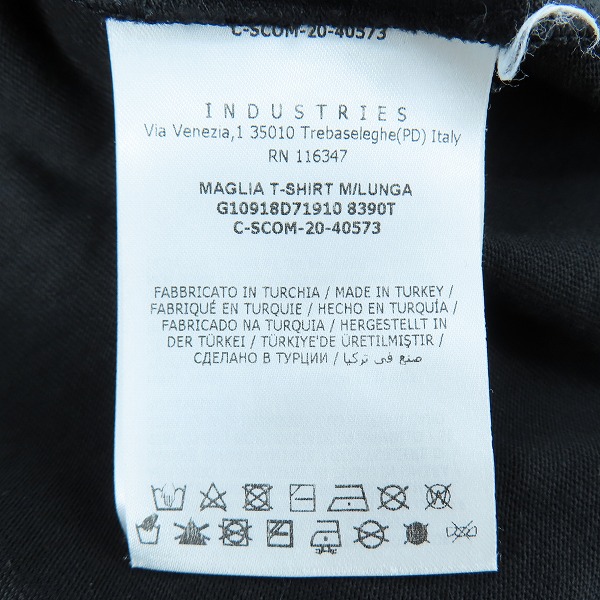 C-SCOM-20-40573
INDUSTRIES
Via Venezia,1 35010 Trebaseleghe(PD) Italy
RN 116347
MAGLIA T-SHIRT M/LUNGA
G10918D71910 8390T
C-SCOM-20-40573
FABBRICATO IN TURCHIA / MADE IN TURKEY /
FABRIQUÉ EN TURQUIE / HECHO EN TURQUÍA /
FABRICADO NA TURQUIA / HERGESTELLT IN
DER TÜRKEI / TÜRKIYE'DE ÜRETILMIŞTIR /
СДЕЛАНО В ТУРЦИИ / صنع في تركيا